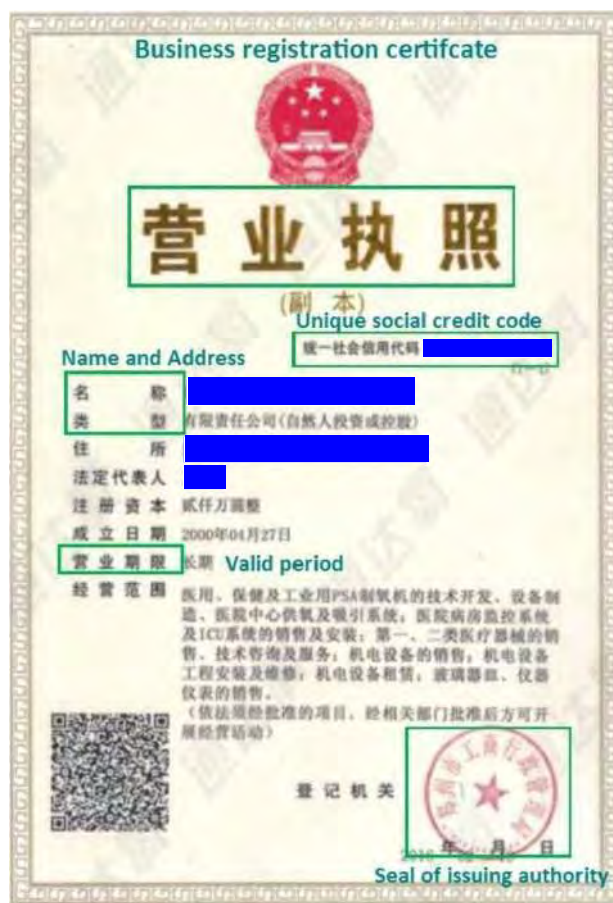 Business registration certifcate
营业执照
(副 本)
Unique social credit code
统一社会信用代码
Name and Address
名 称
类 型 有限责任公司(自然人投资或控股)
住 所
法定代表人
注 册 资 本 贰仟万圆整
成 立 日 期 2000年04月27日
营 业 期 限 长期 Valid period
经 营 范 围 医用、保健及工业用PSA制氧机的技术开发、设备制
造、医院中心供氧及吸引系统；医院病房监控系统
及ICU系统的销售及安装；第一、二类医疗器械的销
售、技术咨询及服务；机电设备的销售；机电设备
工程安装及维修；机电设备租赁；玻璃器皿、仪器
仪表的销售。
（依法须经批准的项目，经相关部门批准后方可开
展经营活动）
登 记 机 关
州市工商行政管理局
年 月 日
Seal of issuing authority